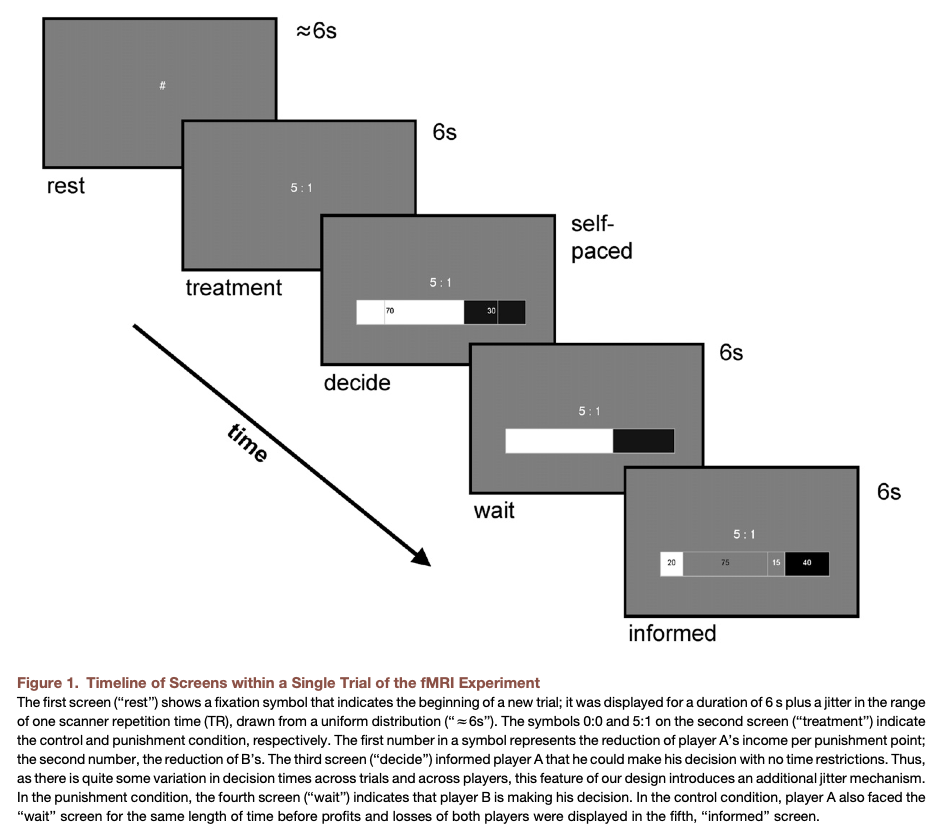 ≈6s
#
rest
6s
5 : 1
treatment
self-
paced
5 : 1
70 30
decide
6s
5 : 1
wait
6s
5 : 1
20 75 15 40
informed
time
Figure 1. Timeline of Screens within a Single Trial of the fMRI Experiment
The first screen (“rest”) shows a fixation symbol that indicates the beginning of a new trial; it was displayed for a duration of 6 s plus a jitter in the range
of one scanner repetition time (TR), drawn from a uniform distribution (“≈6s”). The symbols 0:0 and 5:1 on the second screen (“treatment”) indicate
the control and punishment condition, respectively. The first number in a symbol represents the reduction of player A’s income per punishment point;
the second number, the reduction of B’s. The third screen (“decide”) informed player A that he could make his decision with no time restrictions. Thus,
as there is quite some variation in decision times across trials and across players, this feature of our design introduces an additional jitter mechanism.
In the punishment condition, the fourth screen (“wait”) indicates that player B is making his decision. In the control condition, player A also faced the
“wait” screen for the same length of time before profits and losses of both players were displayed in the fifth, “informed” screen.